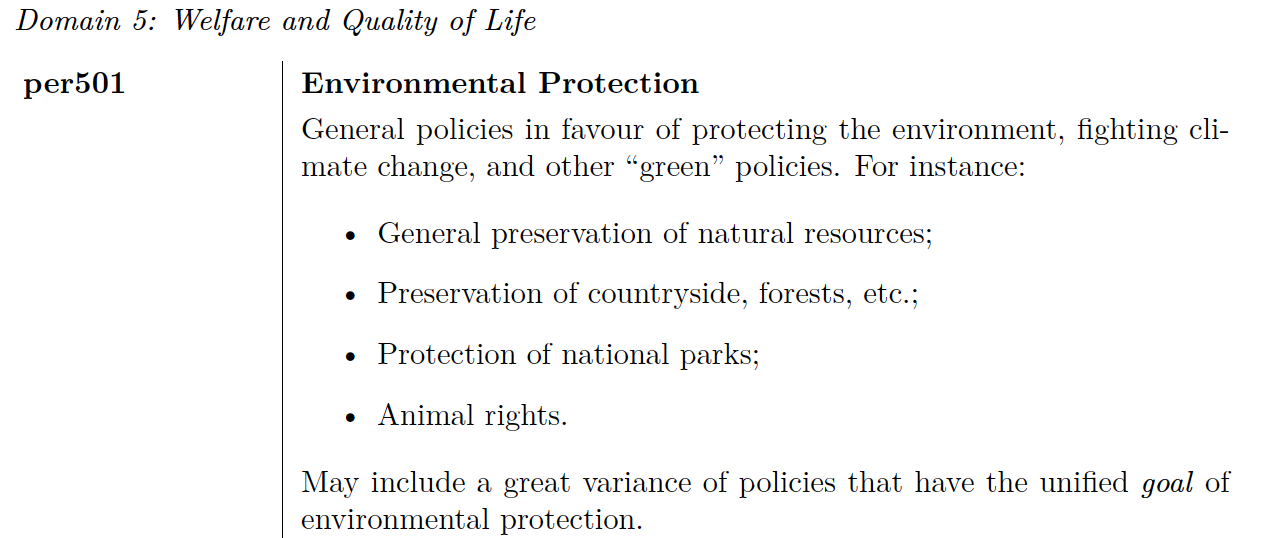 Domain 5: Welfare and Quality of Life
per501
Environmental Protection
General policies in favour of protecting the environment, fighting cli-
mate change, and other “green” policies. For instance:
• General preservation of natural resources;
• Preservation of countryside, forests, etc.;
• Protection of national parks;
• Animal rights.
May include a great variance of policies that have the unified goal of
environmental protection.